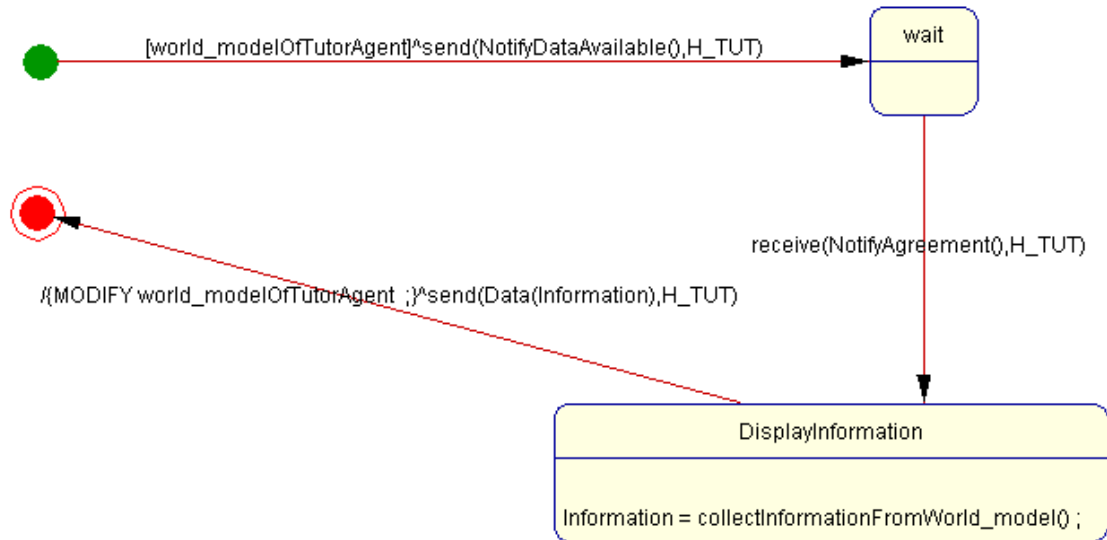 wait
[world_modelOfTutorAgent]^send(NotifyDataAvailable(),H_TUT)
receive(NotifyAgreement(),H_TUT)
/{MODIFY world_modelOfTutorAgent  ;}^send(Data(Information),H_TUT)
DisplayInformation
Information = collectInformationFromWorld_model() ;